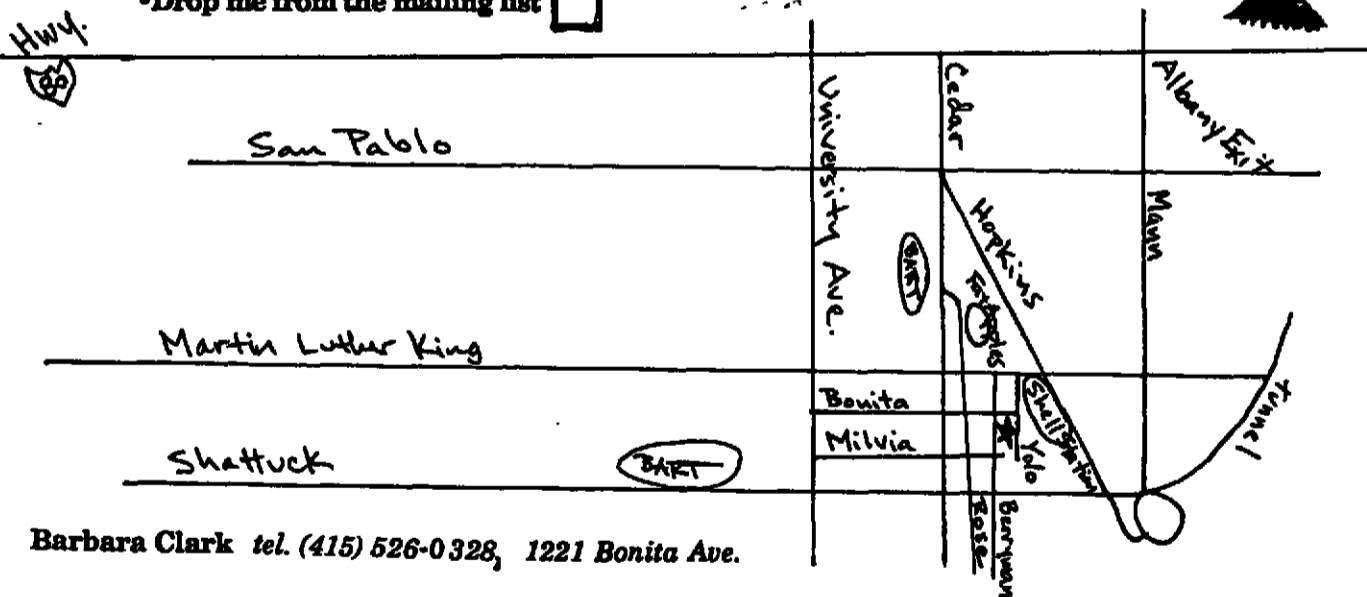 •Drop me from the mailing list
Hwy.
80
San Pablo
Martin Luther King
Shattuck
BART
University Ave.
Cedar
BART
Hopkins
Fatapples
Albany Exit
Mann
Bonita
Milvia
Shell Station
Yolo
Rose
Berryman
tunnel
Barbara Clark tel. (415) 526-0328, 1221 Bonita Ave.